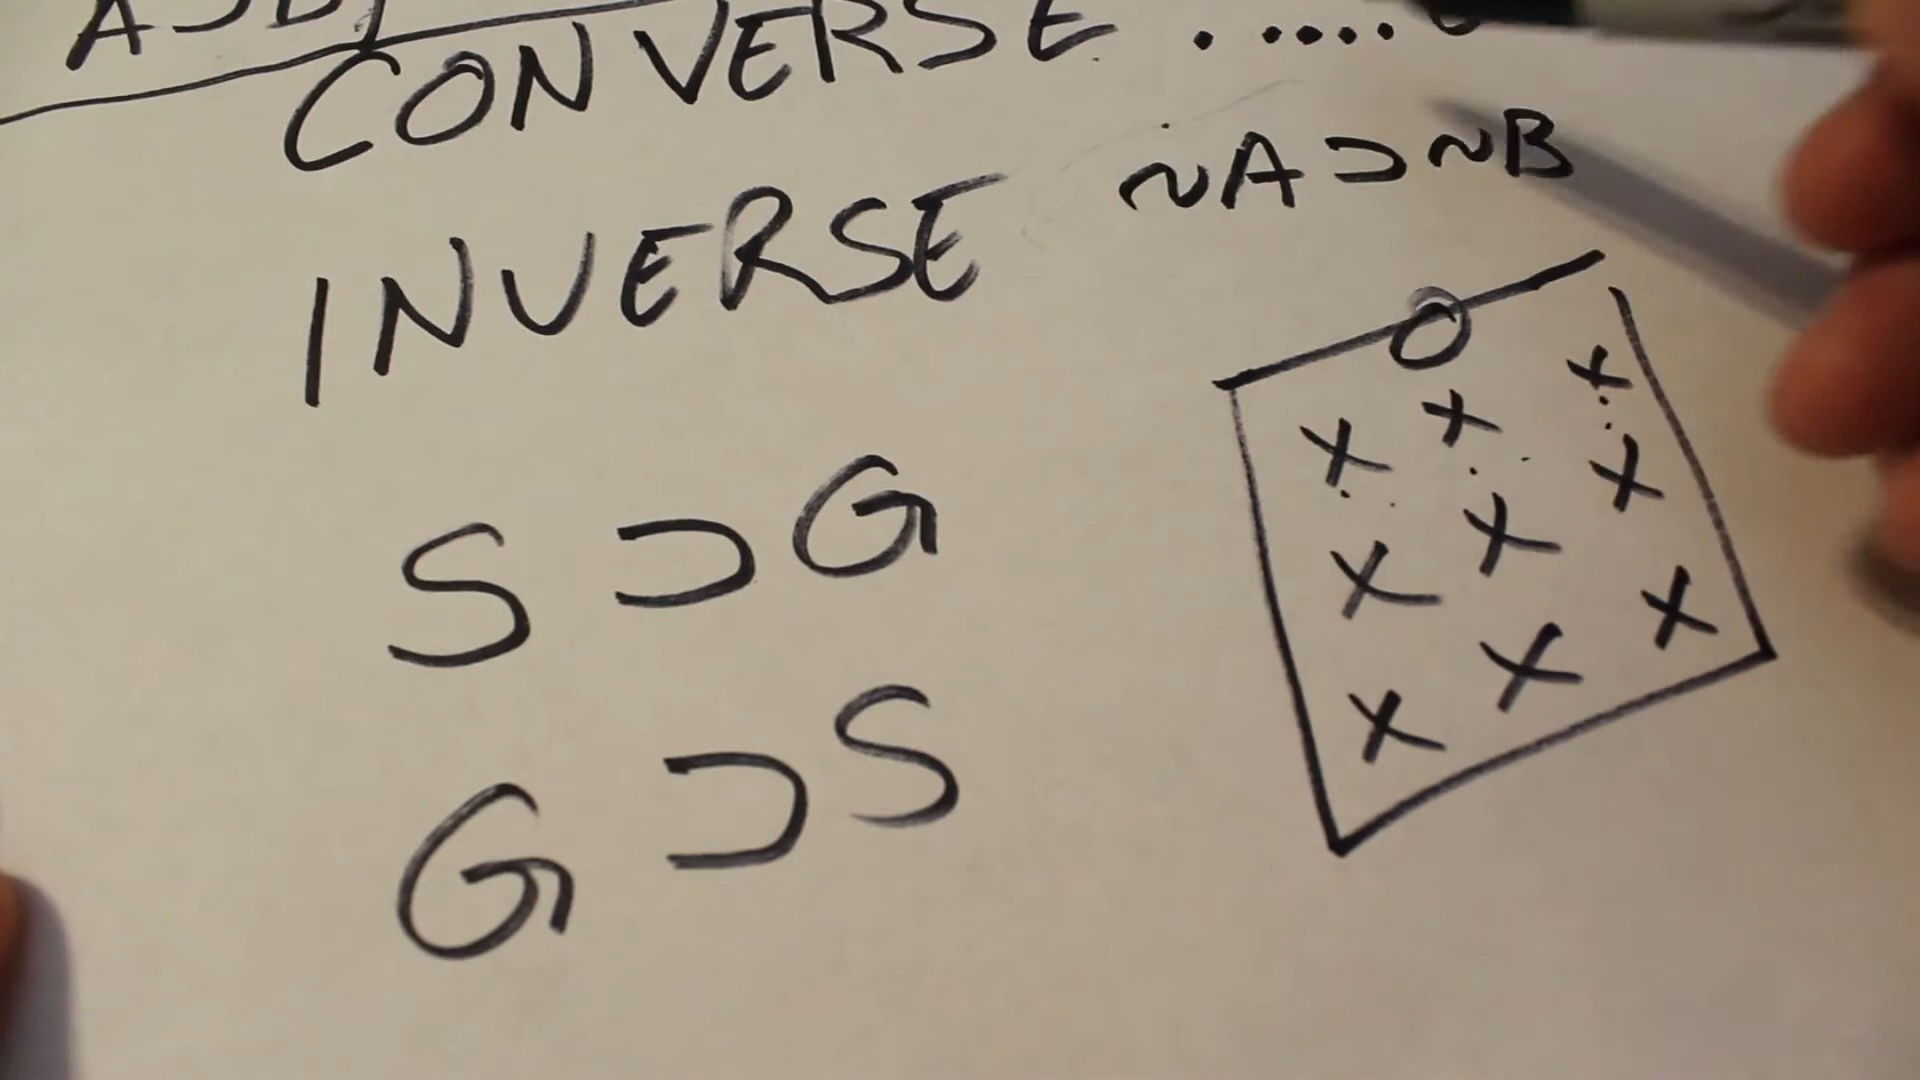 A⊃B
CONVERSE ......
INVERSE ~A⊃~B
S⊃G
G⊃S
O
X X X
X X X
X X X